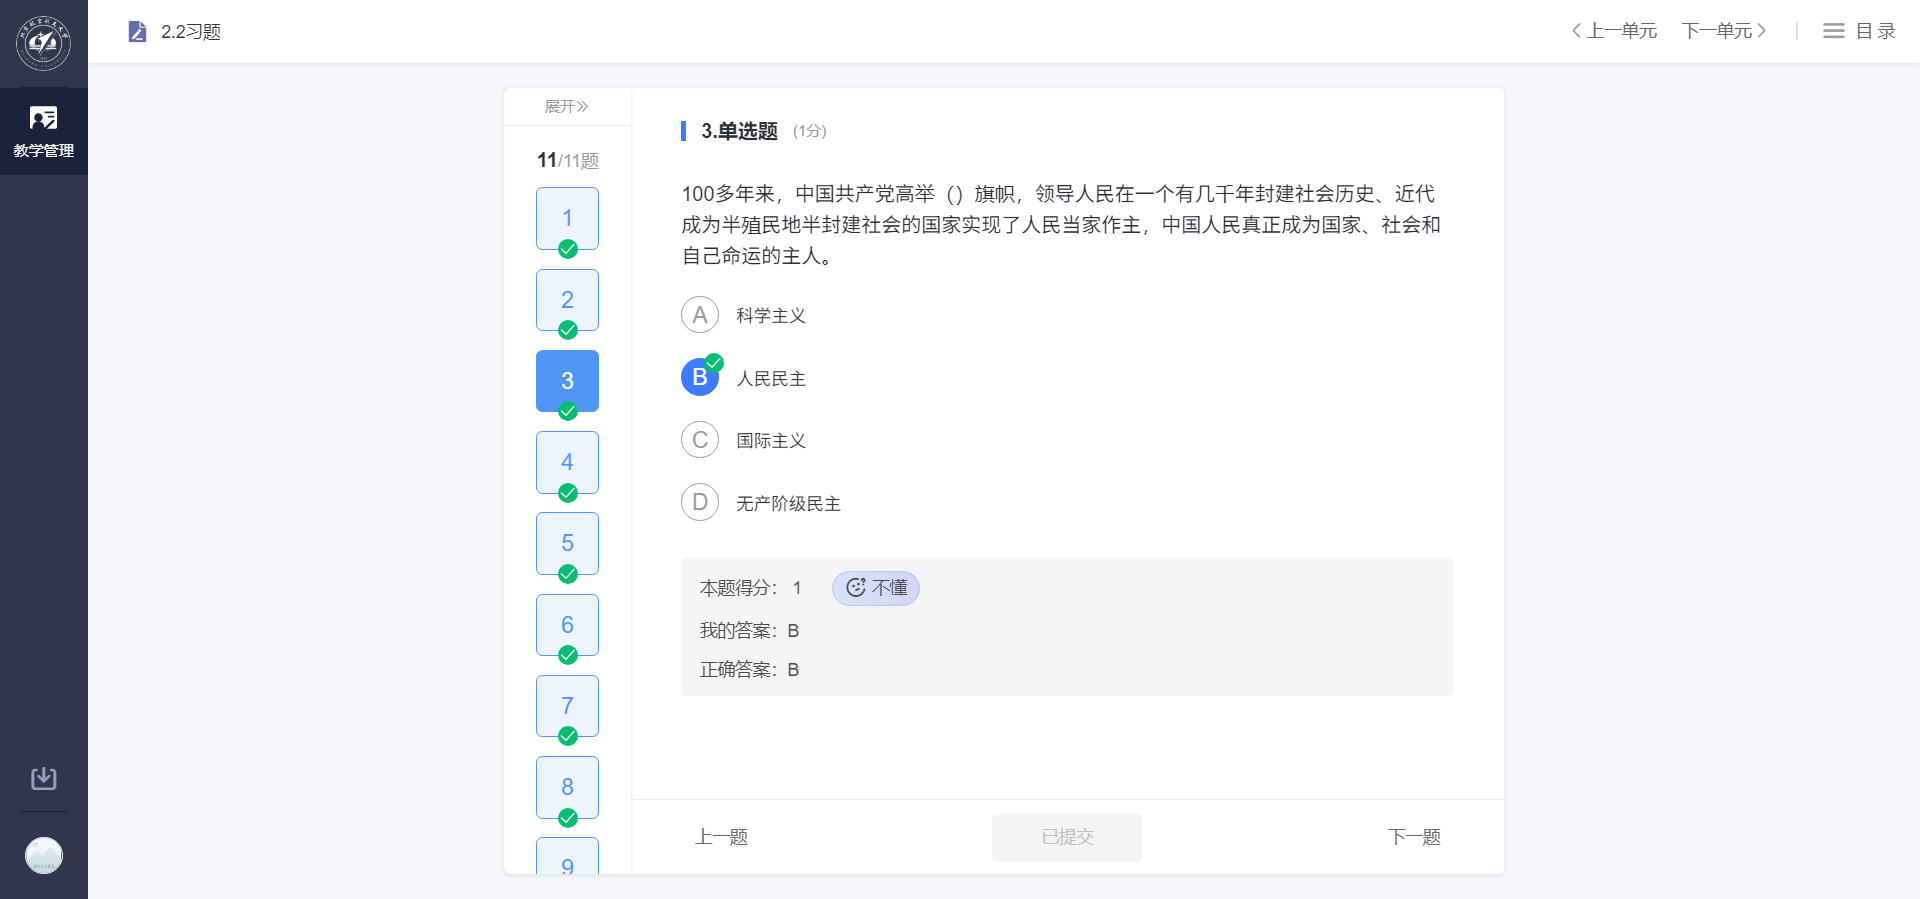 2.2习题
上一单元
下一单元
目录
教学管理
展开
11/11题
1
2
3
4
5
6
7
8
9
3.单选题 (1分)
100多年来，中国共产党高举（）旗帜，领导人民在一个有几千年封建社会历史、近代
成为半殖民地半封建社会的国家实现了人民当家作主，中国人民真正成为国家、社会和
自己命运的主人。
A 科学主义
B 人民民主
C 国际主义
D 无产阶级民主
本题得分： 1 不懂
我的答案：B
正确答案：B
上一题
已提交
下一题